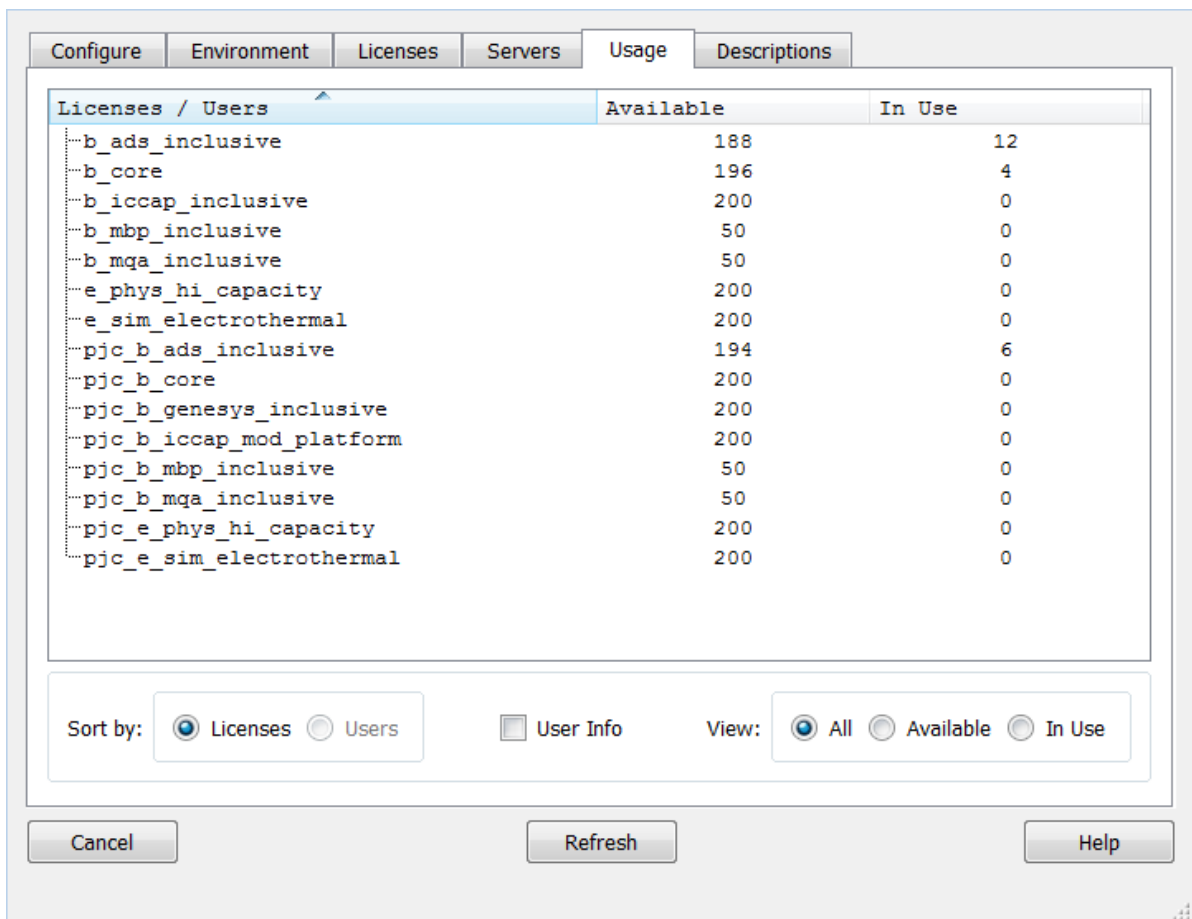 Configure Environment Licenses Servers Usage Descriptions
Licenses / Users Available In Use
b_ads_inclusive 188 12
b_core 196 4
b_iccap_inclusive 200 0
b_mbp_inclusive 50 0
b_mqa_inclusive 50 0
e_phys_hi_capacity 200 0
e_sim_electrothermal 200 0
pjc_b_ads_inclusive 194 6
pjc_b_core 200 0
pjc_b_genesys_inclusive 200 0
pjc_b_iccap_mod_platform 200 0
pjc_b_mbp_inclusive 50 0
pjc_b_mqa_inclusive 50 0
pjc_e_phys_hi_capacity 200 0
pjc_e_sim_electrothermal 200 0
Sort by: Licenses Users User Info View: All Available In Use
Cancel Refresh Help